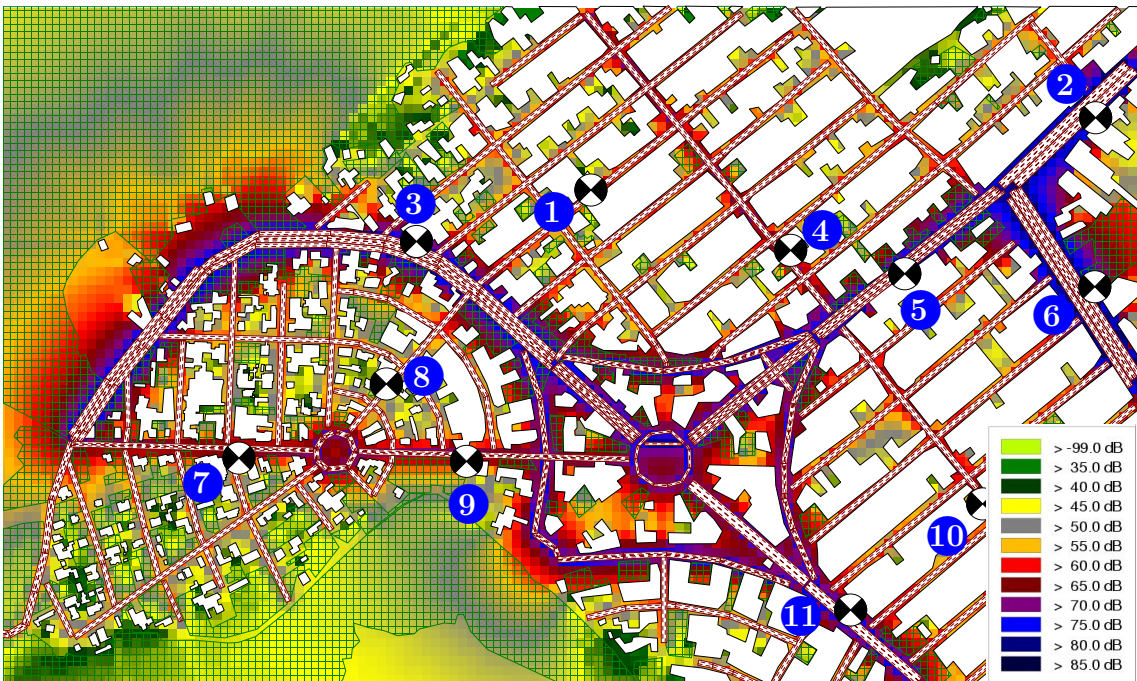 2
3
1
4
5
6
8
7
9
10
11
> -99.0 dB
> 35.0 dB
> 40.0 dB
> 45.0 dB
> 50.0 dB
> 55.0 dB
> 60.0 dB
> 65.0 dB
> 70.0 dB
> 75.0 dB
> 80.0 dB
> 85.0 dB